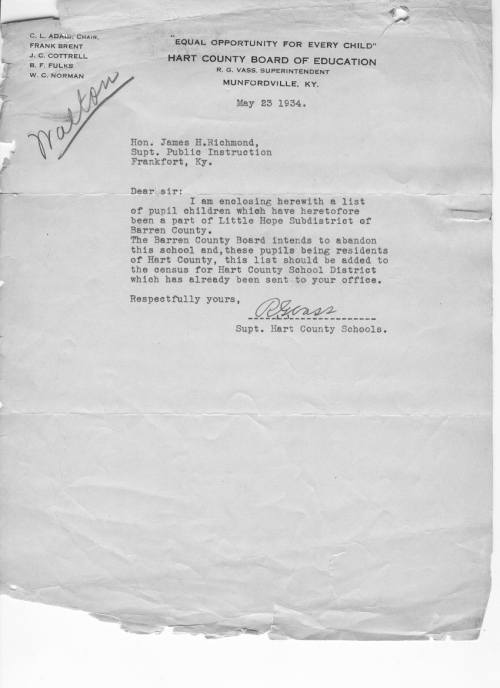 C. L. ADAIR, CHAIR.
FRANK BRENT
J. C. COTTRELL
B. F. FULKS
W. C. NORMAN
"EQUAL OPPORTUNITY FOR EVERY CHILD"
HART COUNTY BOARD OF EDUCATION
R. G. VASS, SUPERINTENDENT
MUNFORDVILLE, KY.
Walton
May 23 1934.
Hon. James H.Richmond,
Supt. Public Instruction
Frankfort, Ky.
Dear sir:
I am enclosing herewith a list
of pupil children which have heretofore
been a part of Little Hope Subdistrict of
Barren County.
The Barren County Board intends to abandon
this school and,these pupils being residents
of Hart County, this list should be added to
the census for Hart County School District
which has already been sent to your office.
Respectfully yours,
R G Vass
Supt. Hart County Schools.